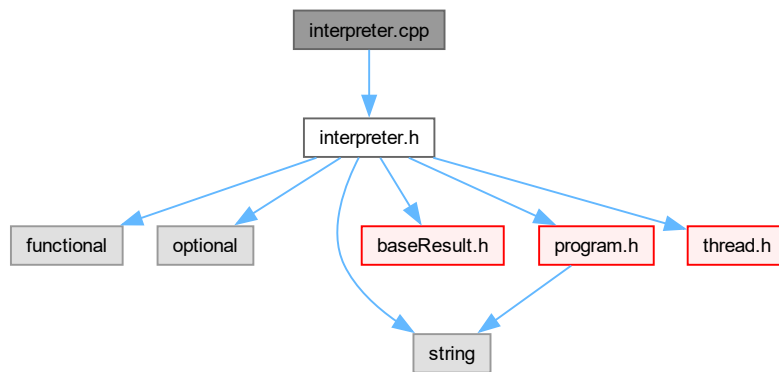 interpreter.cpp
interpreter.h
functional
optional
baseResult.h
program.h
thread.h
string